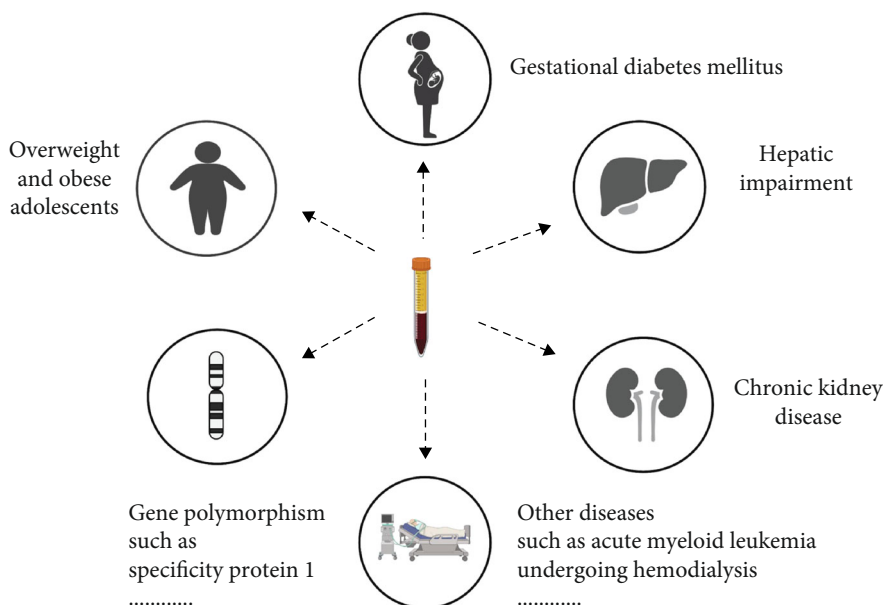 Gestational diabetes mellitus
Overweight
and obese
adolescents
Hepatic
impairment
Chronic kidney
disease
Gene polymorphism
such as
specificity protein 1
............
Other diseases
such as acute myeloid leukemia
undergoing hemodialysis
............